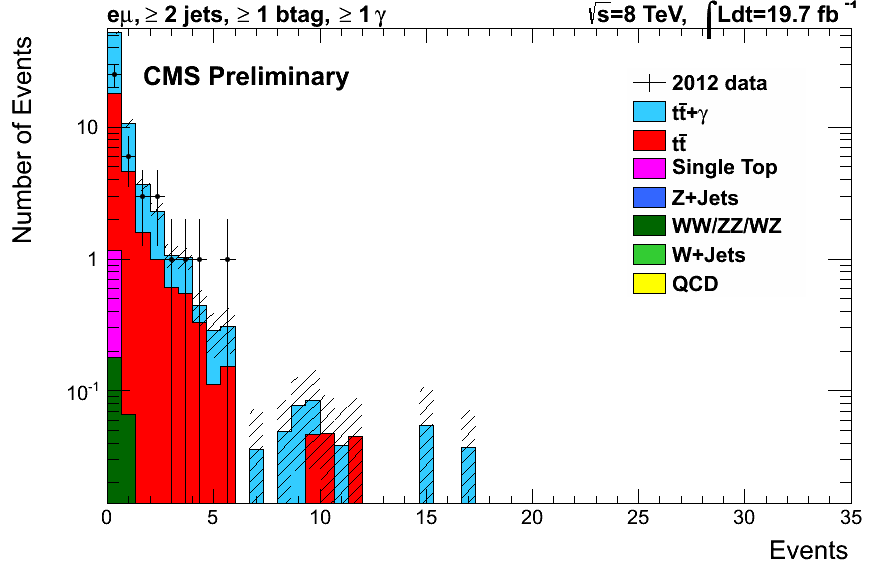 eμ, ≥ 2 jets, ≥ 1 btag, ≥ 1 γ
√s=8 TeV, ∫Ldt=19.7 fb⁻¹
CMS Preliminary
2012 data
tt̄+γ
tt̄
Single Top
Z+Jets
WW/ZZ/WZ
W+Jets
QCD
Number of Events
10
1
10⁻¹
0 5 10 15 20 25 30 35
Events